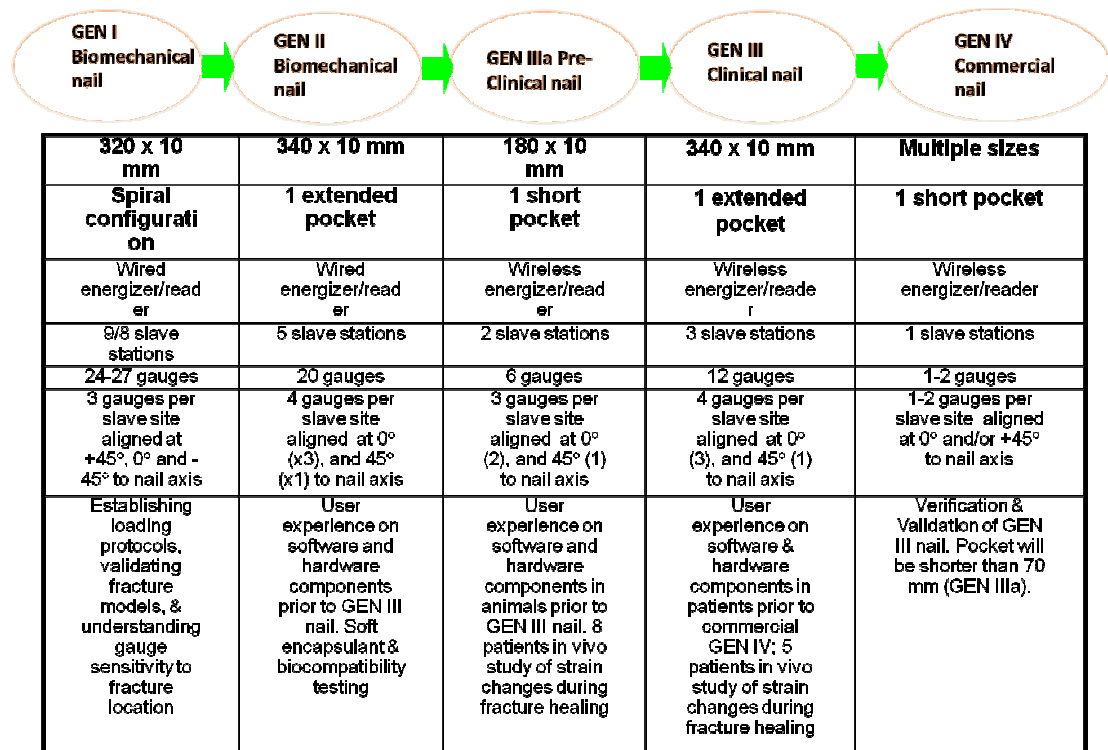 GEN I
Biomechanical
nail
GEN II
Biomechanical
nail
GEN IIIa Pre-
Clinical nail
GEN III
Clinical nail
GEN IV
Commercial
nail
320 x 10
mm
340 x 10 mm
180 x 10
mm
340 x 10 mm
Multiple sizes
Spiral
configurati
on
1 extended
pocket
1 short
pocket
1 extended
pocket
1 short pocket
Wired
energizer/read
er
Wired
energizer/read
er
Wireless
energizer/read
er
Wireless
energizer/reade
r
Wireless
energizer/reader
9/8 slave
stations
5 slave stations
2 slave stations
3 slave stations
1 slave stations
24-27 gauges
20 gauges
6 gauges
12 gauges
1-2 gauges
3 gauges per
slave site
aligned at
+45º, 0º and -
45º to nail axis
4 gauges per
slave site
aligned at 0º
(x3), and 45º
(x1) to nail axis
3 gauges per
slave site
aligned at 0º
(2), and 45º (1)
to nail axis
4 gauges per
slave site
aligned at 0º
(3), and 45º (1)
to nail axis
1-2 gauges per
slave site aligned
at 0º and/or +45º
to nail axis
Establishing
loading
protocols,
validating
fracture
models, &
understanding
gauge
sensitivity to
fracture
location
User
experience on
software and
hardware
components
prior to GEN III
nail. Soft
encapsulant &
biocompatibility
testing
User
experience on
software and
hardware
components in
animals prior to
GEN III nail. 8
patients in vivo
study of strain
changes during
fracture healing
User
experience on
software &
hardware
components in
patients prior to
commercial
GEN IV; 5
patients in vivo
study of strain
changes during
fracture healing
Verification &
Validation of GEN
III nail. Pocket will
be shorter than 70
mm (GEN IIIa).